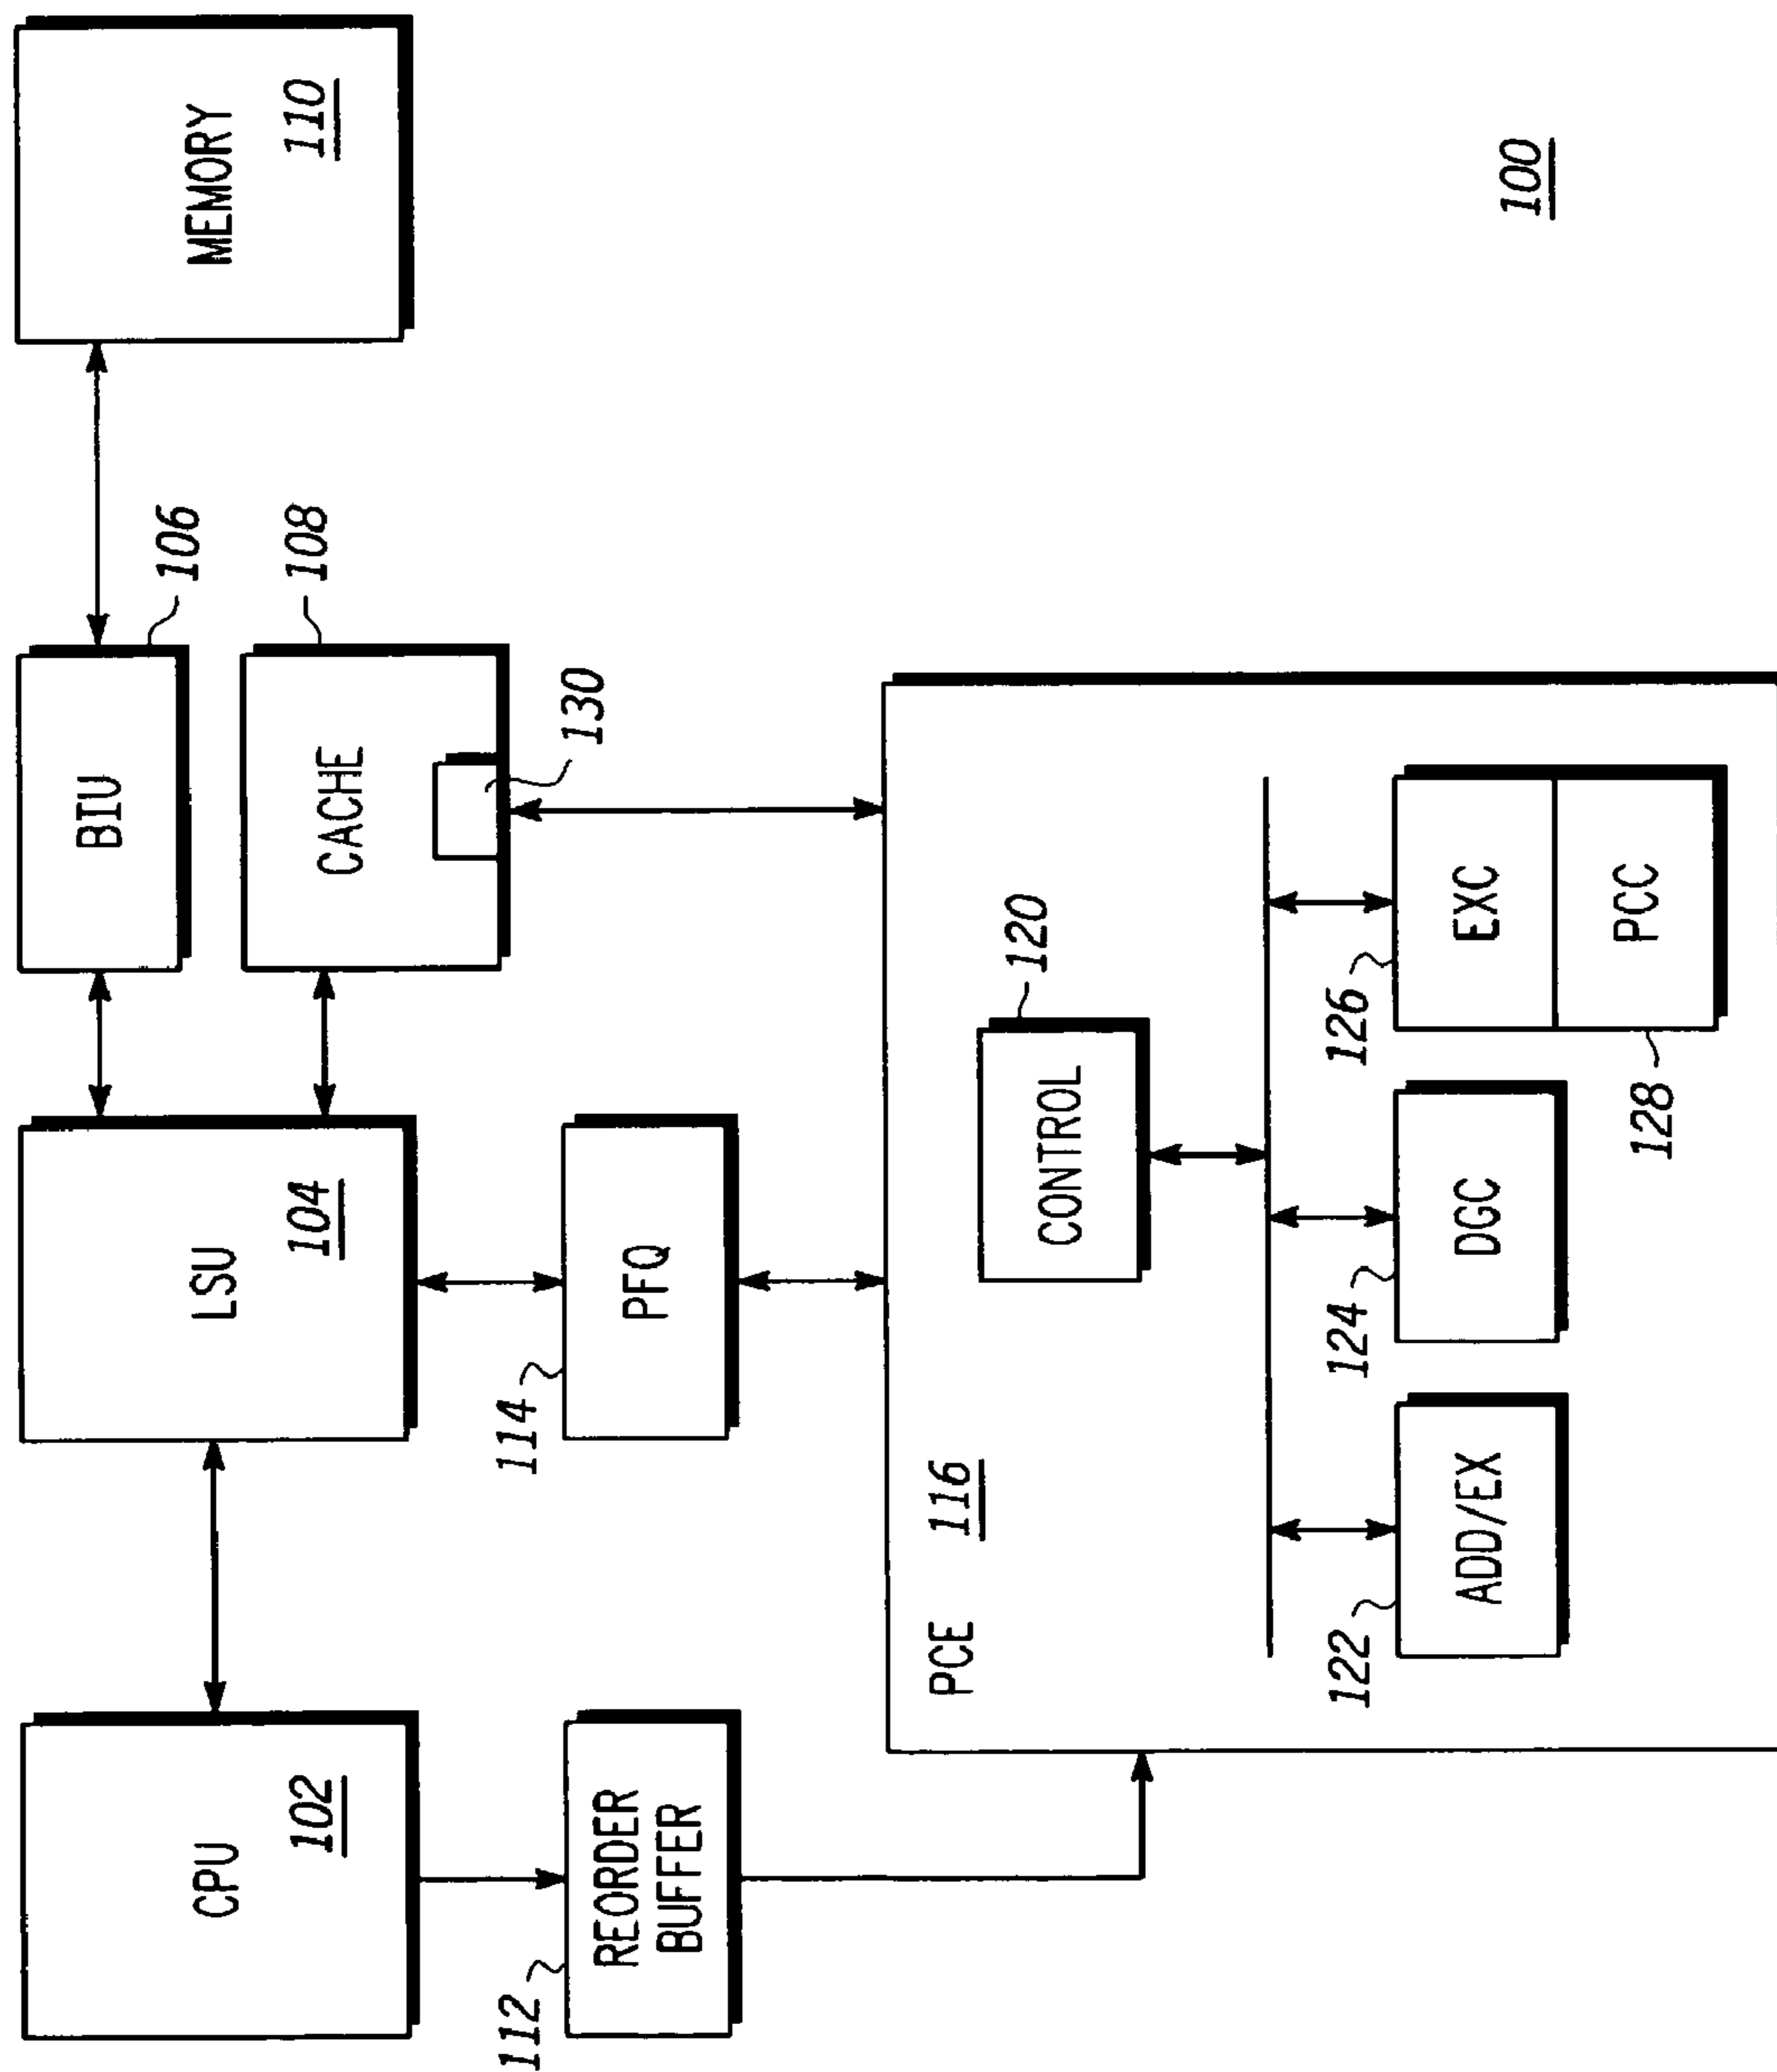 CPU
102
LSU
104
BIU
106
MEMORY
110
CACHE
108
130
112
REORDER
BUFFER
114
PFQ
PCE
116
CONTROL
120
122
ADD/EX
124
DGC
126
EXC
PCC
128
100